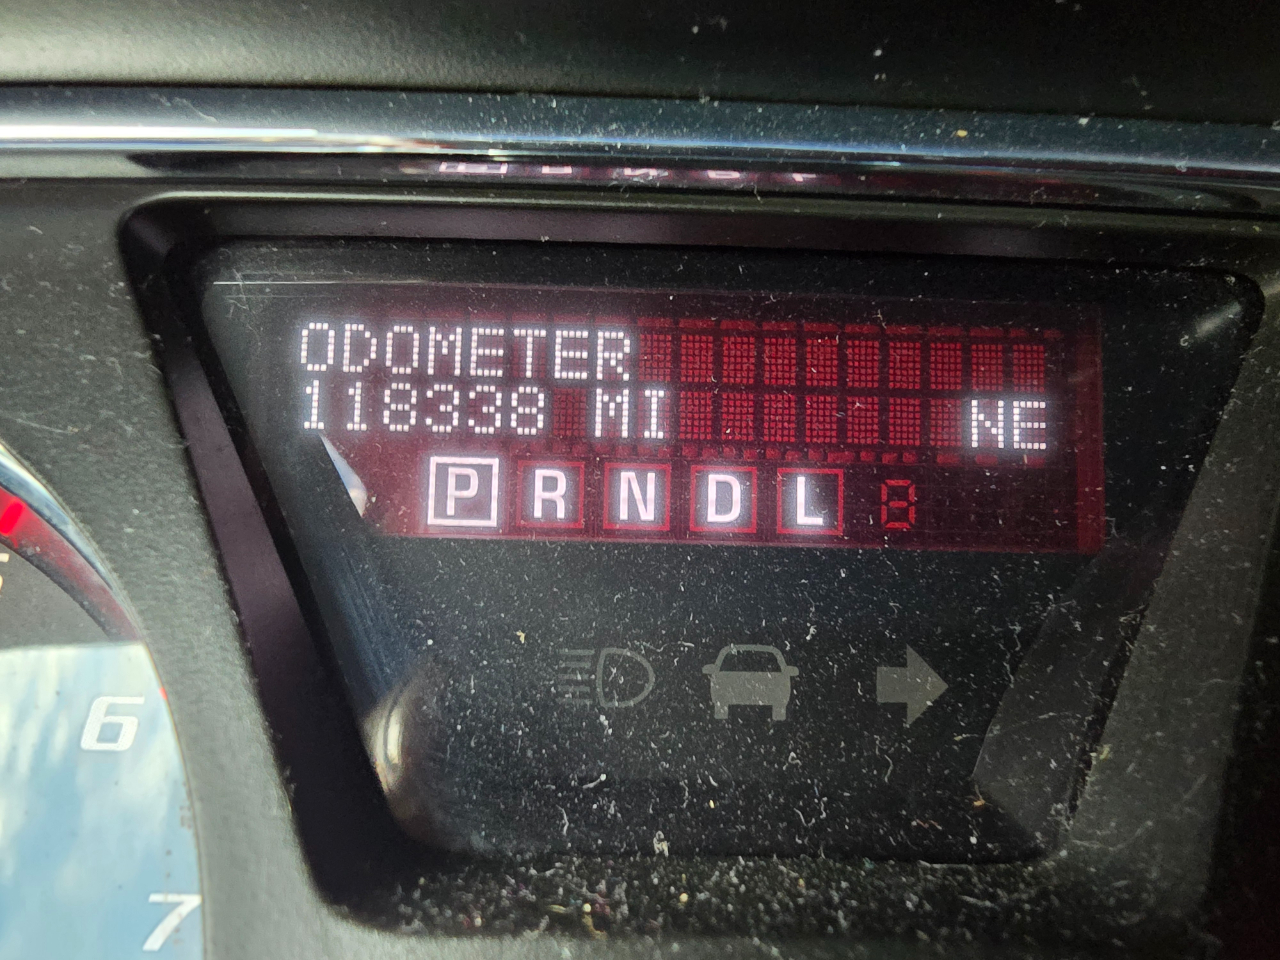 ODOMETER
118338 MI NE
P R N D L 8
6
7